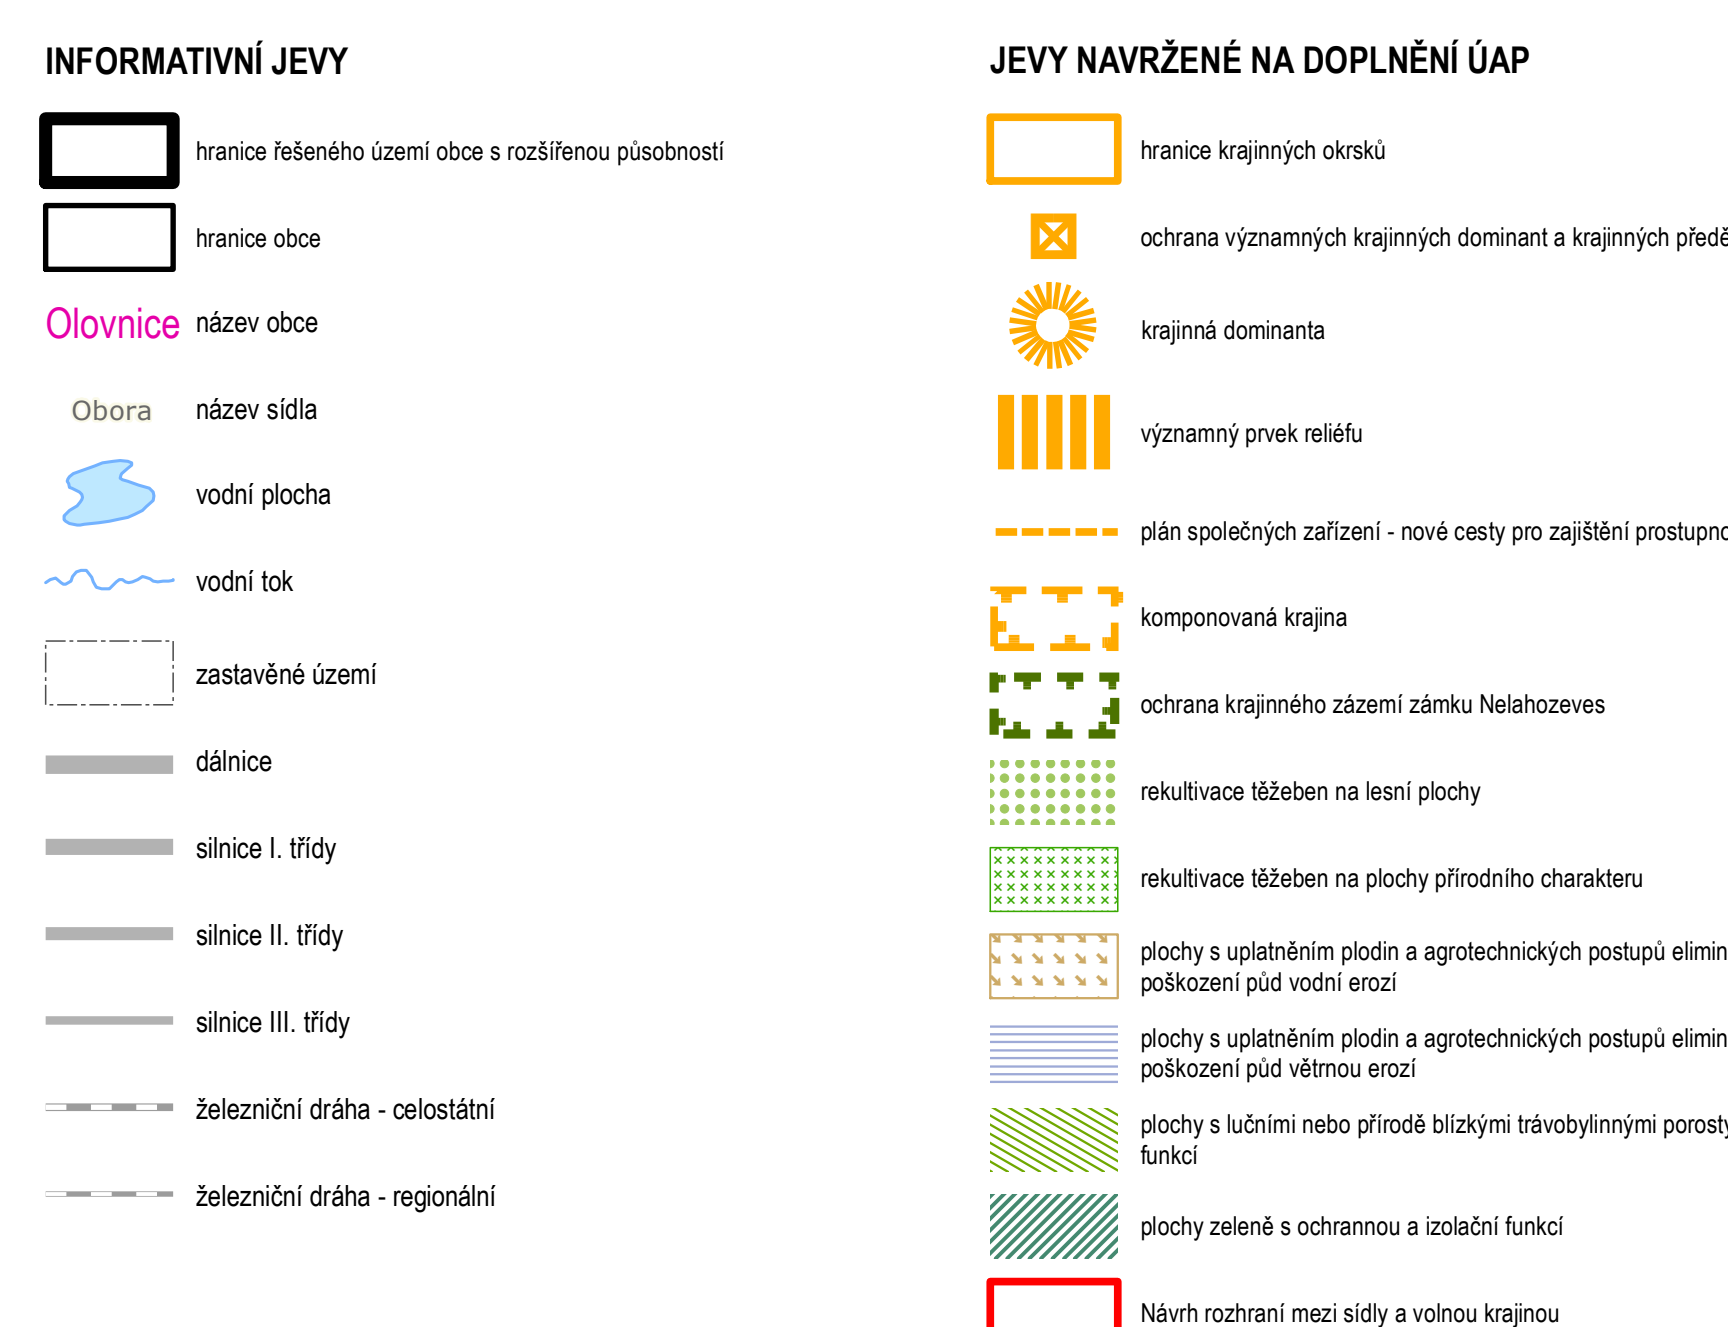 INFORMATIVNÍ JEVY
hranice řešeného území obce s rozšířenou působností
hranice obce
Olovnice název obce
Obora název sídla
vodní plocha
vodní tok
zastavěné území
dálnice
silnice I. třídy
silnice II. třídy
silnice III. třídy
železniční dráha - celostátní
železniční dráha - regionální
JEVY NAVRŽENÉ NA DOPLNĚNÍ ÚAP
hranice krajinných okrsků
ochrana významných krajinných dominant a krajinných
krajinná dominanta
významný prvek reliéfu
plán společných zařízení - nové cesty pro zajištění
komponovaná krajina
ochrana krajinného zázemí zámku Nelahozeves
rekultivace těžeben na lesní plochy
rekultivace těžeben na plochy přírodního charakteru
plochy s uplatněním plodin a agrotechnických postupů
poškození půd vodní erozí
plochy s uplatněním plodin a agrotechnických postupů
poškození půd větrnou erozí
plochy s lučními nebo přírodě blízkými trávobylinnými porosty
funkcí
plochy zeleně s ochrannou a izolační funkcí
Návrh rozhraní mezi sídly a volnou krajinou